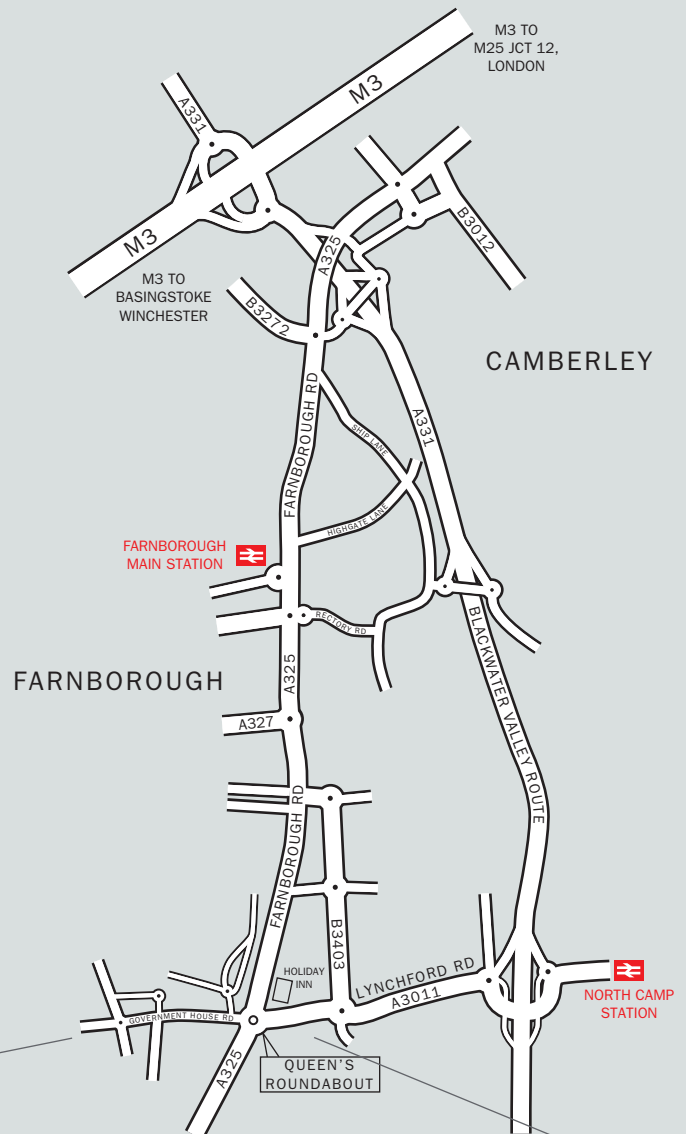 M3 TO
M25 JCT 12,
LONDON
M3
A331
M3
B3012
A325
M3 TO
BASINGSTOKE
WINCHESTER
B3272
CAMBERLEY
FARNBOROUGH RD
A331
SHIP LANE
HIGHGATE LANE
FARNBOROUGH
MAIN STATION
RECTORY RD
BLACKWATER VALLEY ROUTE
A325
FARNBOROUGH
A327
FARNBOROUGH RD
B3403
HOLIDAY
INN
LYNCHFORD RD
A3011
NORTH CAMP
STATION
GOVERNMENT HOUSE RD
A325
QUEEN'S
ROUNDABOUT